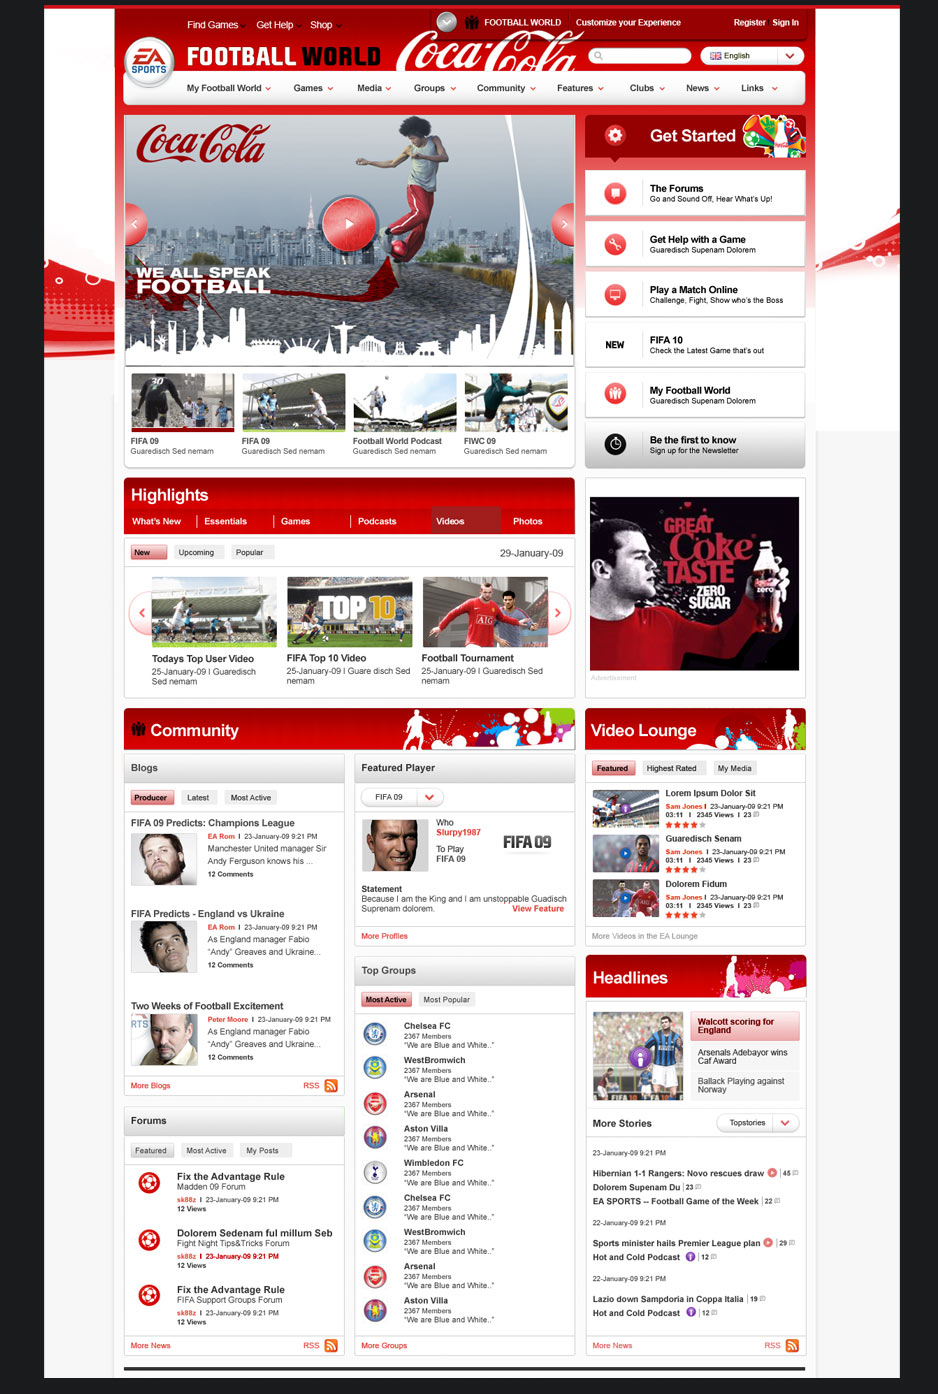 Find Games Get Help Shop
FOOTBALL WORLD Customize your Experience Register Sign In
EA SPORTS
FOOTBALL WORLD
Coca-Cola
English
My Football World Games Media Groups Community Features Clubs News Links
Coca-Cola
WE ALL SPEAK
FOOTBALL
FIFA 09
Guaredisch Sed nemam
FIFA 09
Guaredisch Sed nemam
Football World Podcast
Guaredisch Sed nemam
FIWC 09
Guaredisch Sed nemam
Get Started
The Forums
Go and Sound Off, Hear What's Up!
Get Help with a Game
Guaredisch Supenam Dolorem
Play a Match Online
Challenge, Fight, Show who's the Boss
NEW
FIFA 10
Check the Latest Game that's out
My Football World
Guaredisch Supenam Dolorem
Be the first to know
Sign up for the Newsletter
Highlights
What's New Essentials Games Podcasts Videos Photos
New Upcoming Popular 29-January-09
TOP 10
AIG
Todays Top User Video
25-January-09 I Guaredisch
Sed nemam
FIFA Top 10 Video
25-January-09 I Guare disch Sed
nemam
Football Tournament
25-January-09 I Guaredisch Sed
nemam
GREAT
Coke
TASTE
ZERO
SUGAR
zero
Advertisement
Community
Blogs
Producer Latest Most Active
FIFA 09 Predicts: Champions League
EA Rom I 23-January-09 9:21 PM
Manchester United manager Sir
Andy Ferguson knows his ...
12 Comments
FIFA Predicts - England vs Ukraine
EA Rom I 23-January-09 9:21 PM
As England manager Fabio
"Andy" Greaves and Ukraine...
12 Comments
Two Weeks of Football Excitement
RTS
Peter Moore I 23-January-09 9:21 PM
As England manager Fabio
"Andy" Greaves and Ukraine...
12 Comments
More Blogs RSS
Forums
Featured Most Active My Posts
Fix the Advantage Rule
Madden 09 Forum
sk88z I 23-January-09 9:21 PM
12 Views
Dolorem Sedenam ful millum Seb
Fight Night Tips&Tricks Forum
sk88z I 23-January-09 9:21 PM
12 Views
Fix the Advantage Rule
FIFA Support Groups Forum
sk88z I 23-January-09 9:21 PM
12 Views
More News RSS
Featured Player
FIFA 09
Who
Slurpy1987
To Play
FIFA 09
FIFA 09
Statement
Because I am the King and I am unstoppable Guadisch
Suprenam dolorem. View Feature
More Profiles
Top Groups
Most Active Most Popular
Chelsea FC
2367 Members
"We are Blue and White.."
WestBromwich
2367 Members
"We are Blue and White.."
Arsenal
2367 Members
"We are Blue and White.."
Aston Villa
2367 Members
"We are Blue and White.."
Wimbledon FC
2367 Members
"We are Blue and White.."
Chelsea FC
2367 Members
"We are Blue and White.."
WestBromwich
2367 Members
"We are Blue and White.."
Arsenal
2367 Members
"We are Blue and White.."
Aston Villa
2367 Members
"We are Blue and White.."
More Groups
Video Lounge
Featured Highest Rated My Media
Lorem Ipsum Dolor Sit
Sam Jones I 23-January-09 9:21 PM
03:11 I 2345 Views I 23
Guaredisch Senam
Sam Jones I 23-January-09 9:21 PM
03:11 I 2345 Views I 23
Dolorem Fidum
Sam Jones I 23-January-09 9:21 PM
03:11 I 2345 Views I 23
More Videos in the EA Lounge
Headlines
Walcott scoring for
England
Arsenals Adebayor wins
Caf Award
Ballack Playing against
Norway
More Stories Topstories
23-January-09 9:21 PM
Hibernian 1-1 Rangers: Novo rescues draw 45
Dolorem Supenam Du 23
EA SPORTS -- Football Game of the Week 22
22-January-09 9:21 PM
Sports minister hails Premier League plan 29
Hot and Cold Podcast 12
22-January-09 9:21 PM
Lazio down Sampdoria in Coppa Italia 19
Hot and Cold Podcast 12
More News RSS